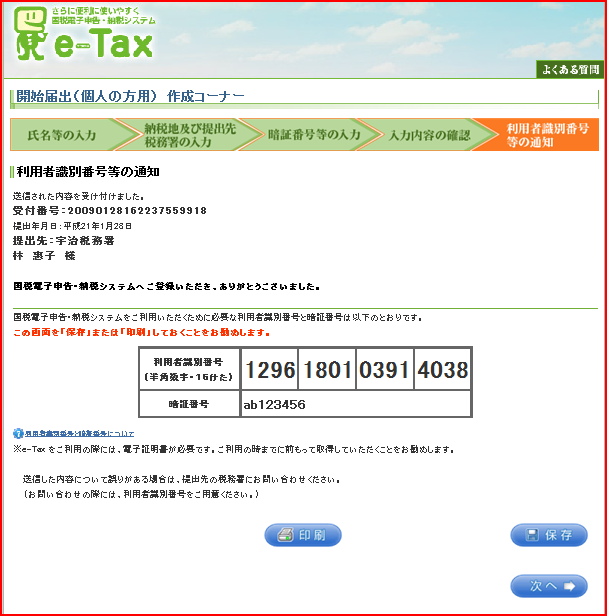 さらに便利に使いやすく
国税電子申告・納税システム
e-Tax
よくある質問
開始届出(個人の方用) 作成コーナー
氏名等の入力
納税地及び提出先
税務署の入力
暗証番号等の入力
入力内容の確認
利用者識別番号
等の通知
利用者識別番号等の通知
送信された内容を受け付けました。
受付番号:20090128162237559918
提出年月日:平成21年1月28日
提出先:宇治税務署
林 恵子 様
国税電子申告・納税システムへご登録いただき、ありがとうございました。
国税電子申告・納税システムをご利用いただくために必要な利用者識別番号と暗証番号は以下のとおりです。
この画面を「保存」または「印刷」しておくことをお勧めします。
利用者識別番号
(半角数字・16けた)
1296 1801 0391 4038
暗証番号
ab123456
利用者識別番号と暗証番号について
※e-Tax をご利用の際には、電子証明書が必要です。ご利用の時までに前もって取得していただくことをお勧めします。
送信した内容について誤りがある場合は、提出先の税務署にお問い合わせください。
(お問い合わせの際には、利用者識別番号をご用意ください。)
印刷
保存
次へ